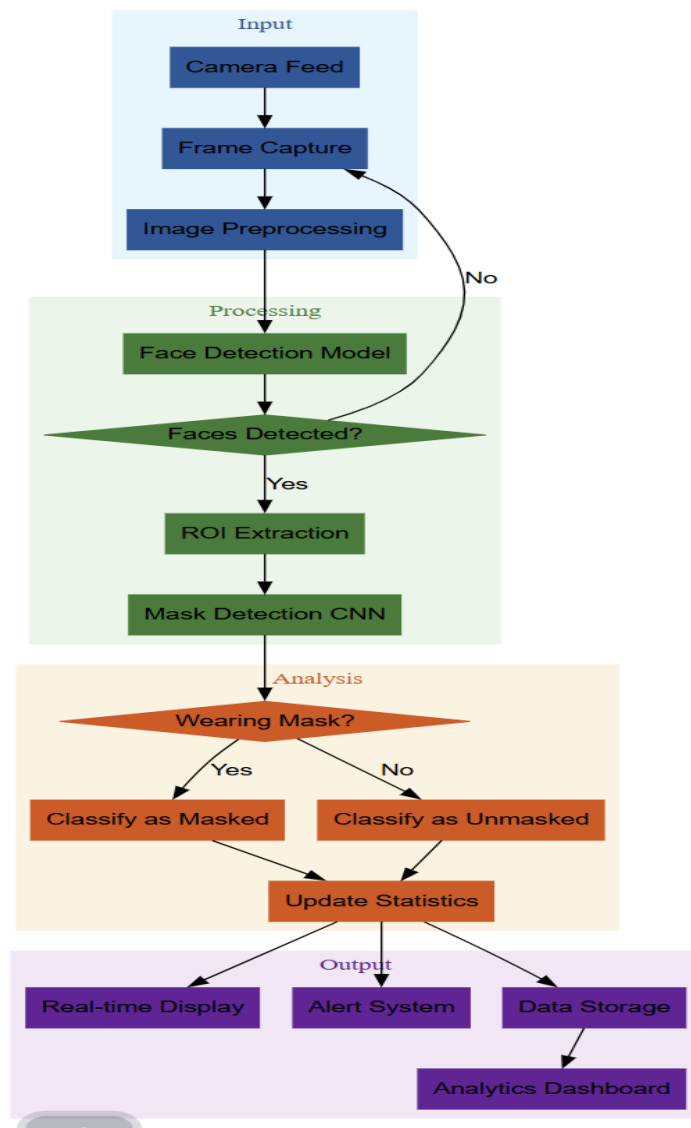 Input
Camera Feed
Frame Capture
Image Preprocessing
No
Processing
Face Detection Model
Faces Detected?
Yes
ROI Extraction
Mask Detection CNN
Analysis
Wearing Mask?
Yes
No
Classify as Masked
Classify as Unmasked
Update Statistics
Output
Real-time Display
Alert System
Data Storage
Analytics Dashboard